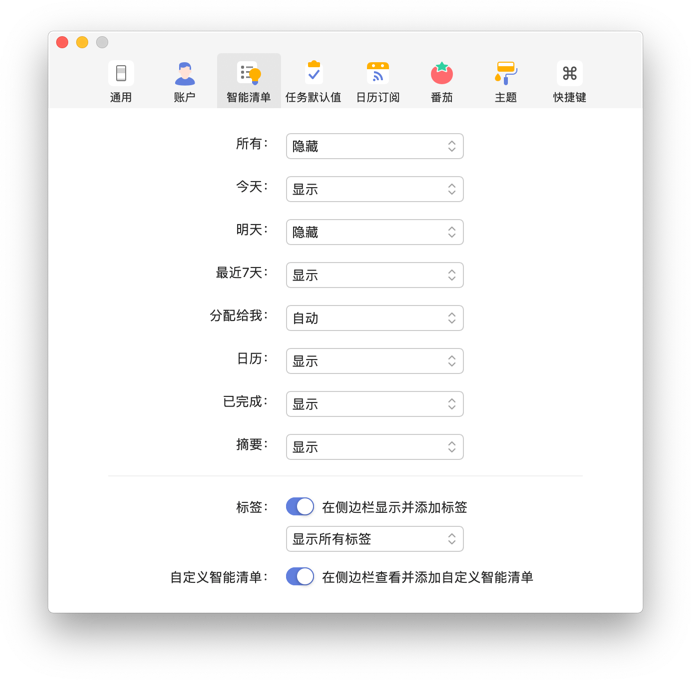 通用 账户 智能清单 任务默认值 日历订阅 番茄 主题 快捷键
所有： 隐藏
今天： 显示
明天： 隐藏
最近7天： 显示
分配给我： 自动
日历： 显示
已完成： 显示
摘要： 显示
标签： 在侧边栏显示并添加标签
显示所有标签
自定义智能清单： 在侧边栏查看并添加自定义智能清单